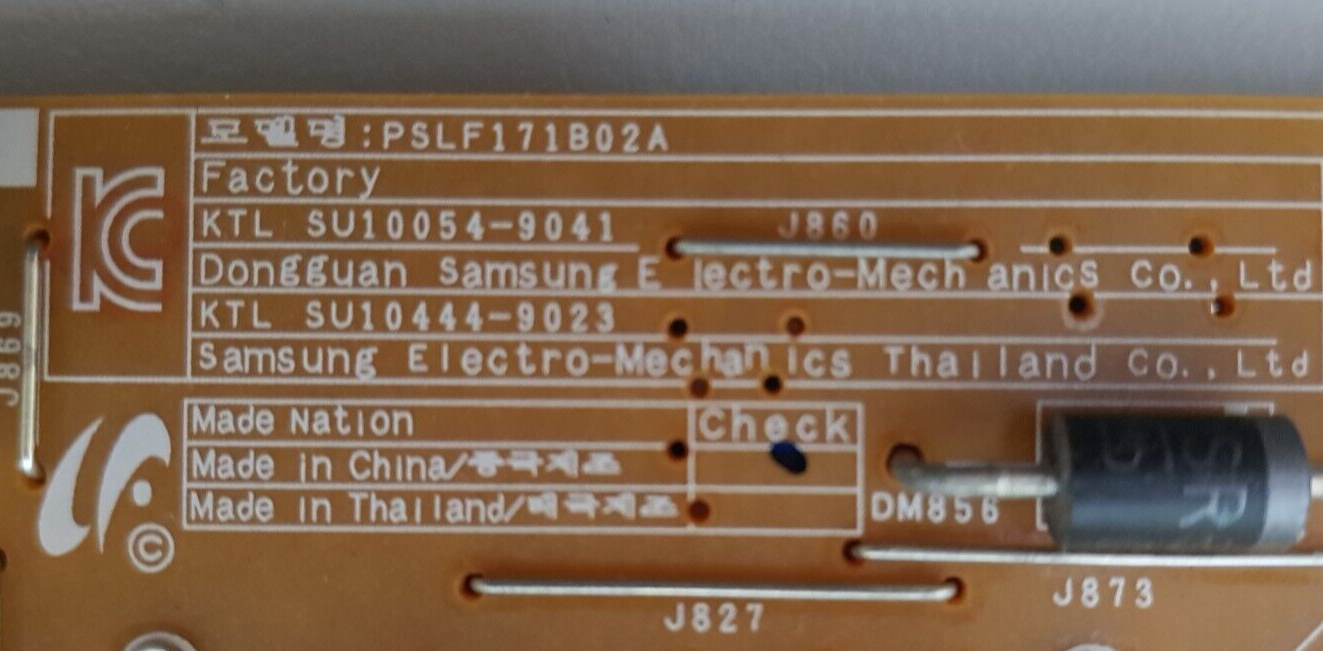 모델명:PSLF171B02A
Factory
KTL SU10054-9041
J860
Dongguan Samsung Electro-Mechanics Co., Ltd
KTL SU10444-9023
Samsung Electro-Mechanics Thailand Co., Ltd
J869
Made Nation Check
Made in China/중국제조
Made in Thailand/태국제조
©
DM856
SR
J873
J827